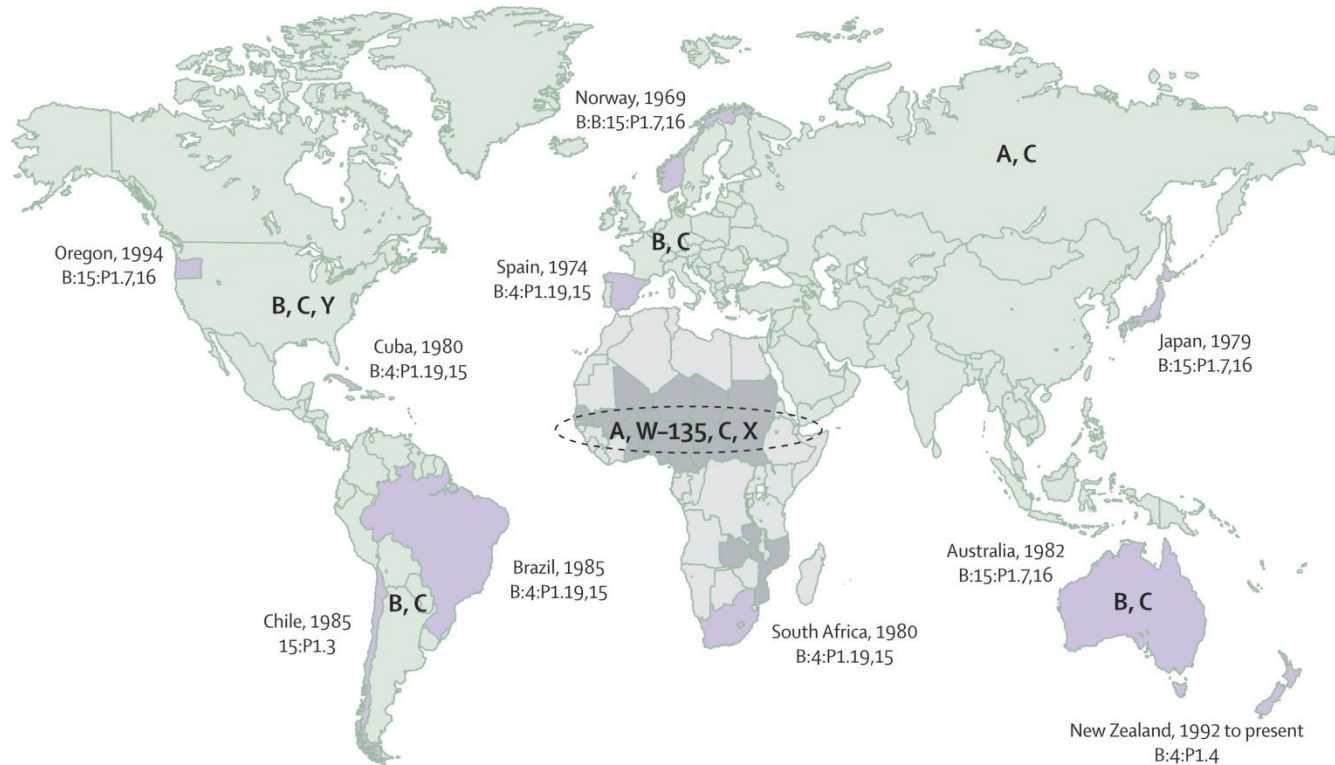 Norway, 1969
B:B:15:P1.7,16
A, C
Oregon, 1994
B:15:P1.7,16
B, C
Spain, 1974
B:4:P1.19,15
B, C, Y
Cuba, 1980
B:4:P1.19,15
Japan, 1979
B:15:P1.7,16
A, W–135, C, X
Brazil, 1985
B:4:P1.19,15
B, C
Chile, 1985
15:P1.3
Australia, 1982
B:15:P1.7,16
B, C
South Africa, 1980
B:4:P1.19,15
New Zealand, 1992 to present
B:4:P1.4